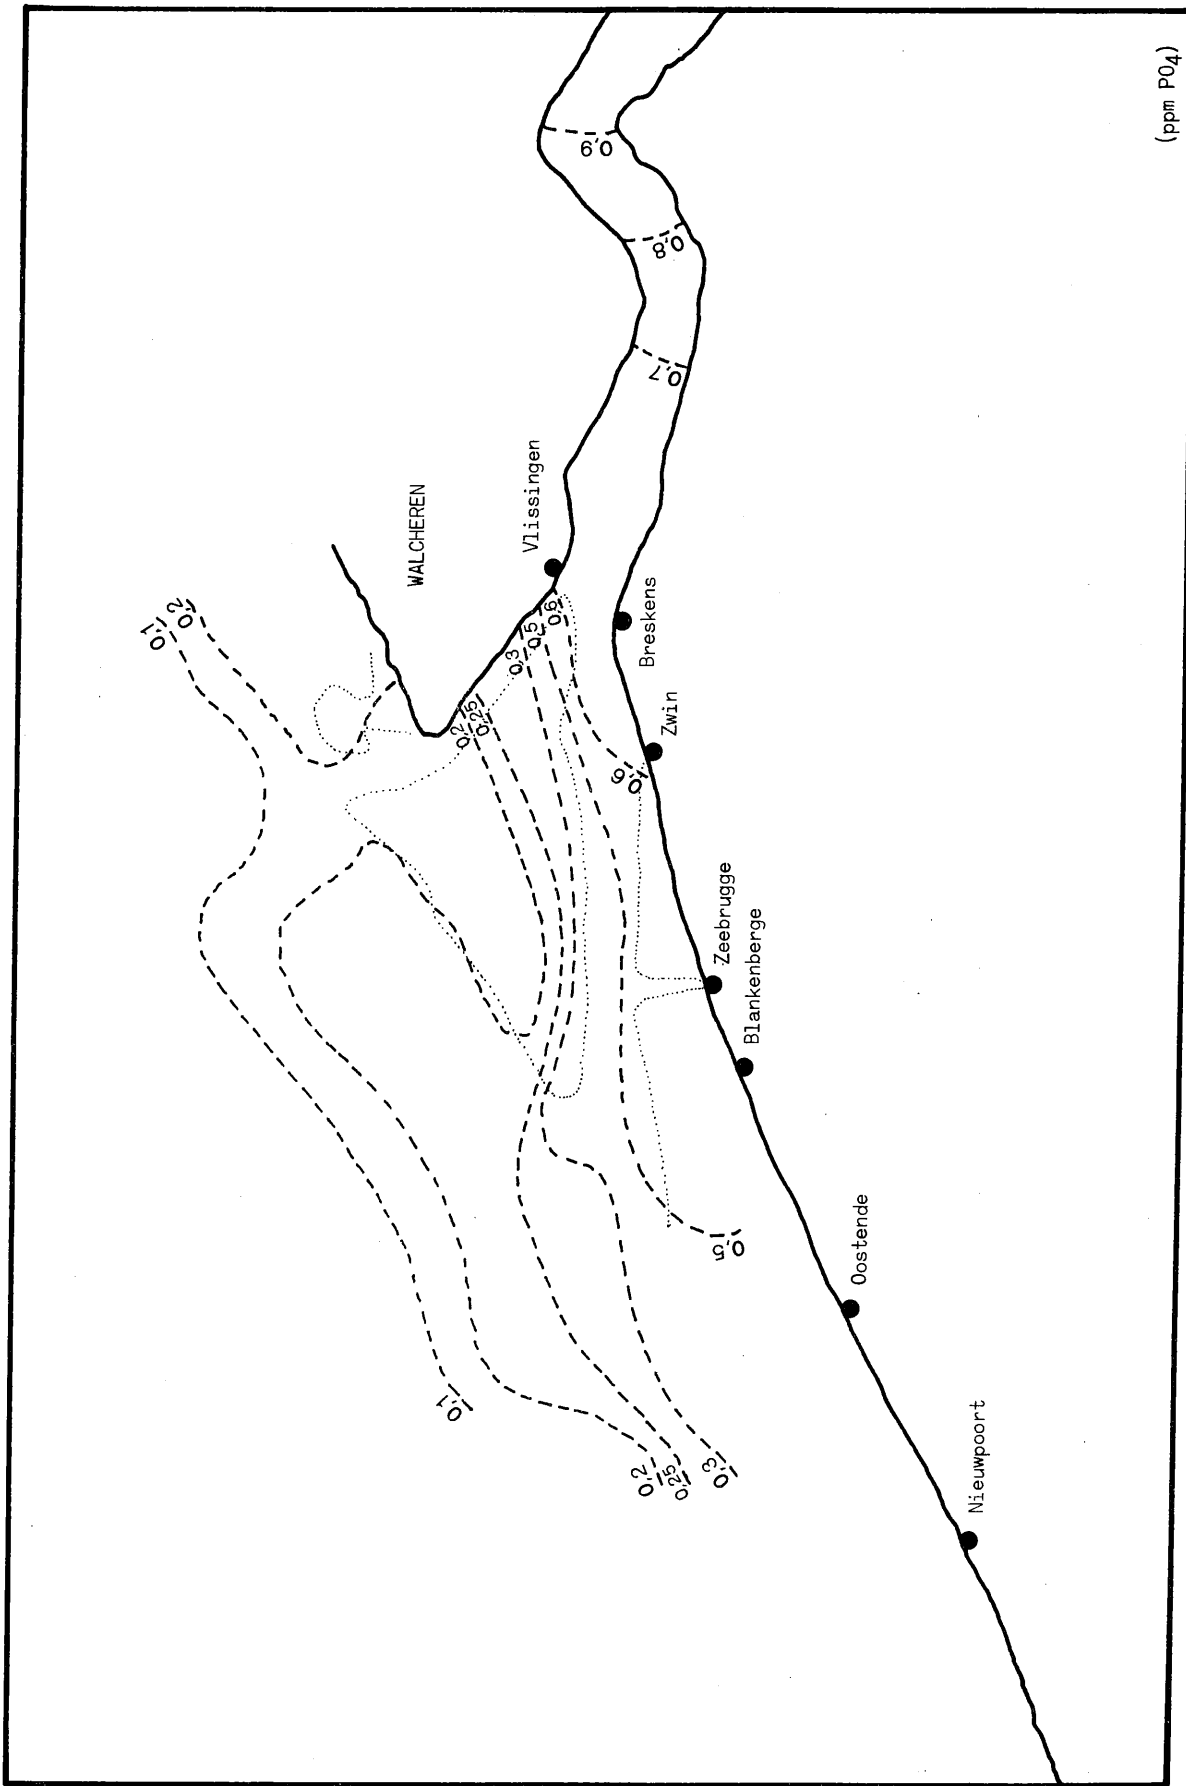 0,1
0,2
WALCHEREN
Vlissingen
0,9
0,8
0,7
0,2
0,25
0,3
0,5
0,6
Breskens
0,6
Zwin
Zeebrugge
Blankenberge
0,5
Oostende
0,1
0,2
0,25
0,3
Nieuwpoort
(ppm PO4)